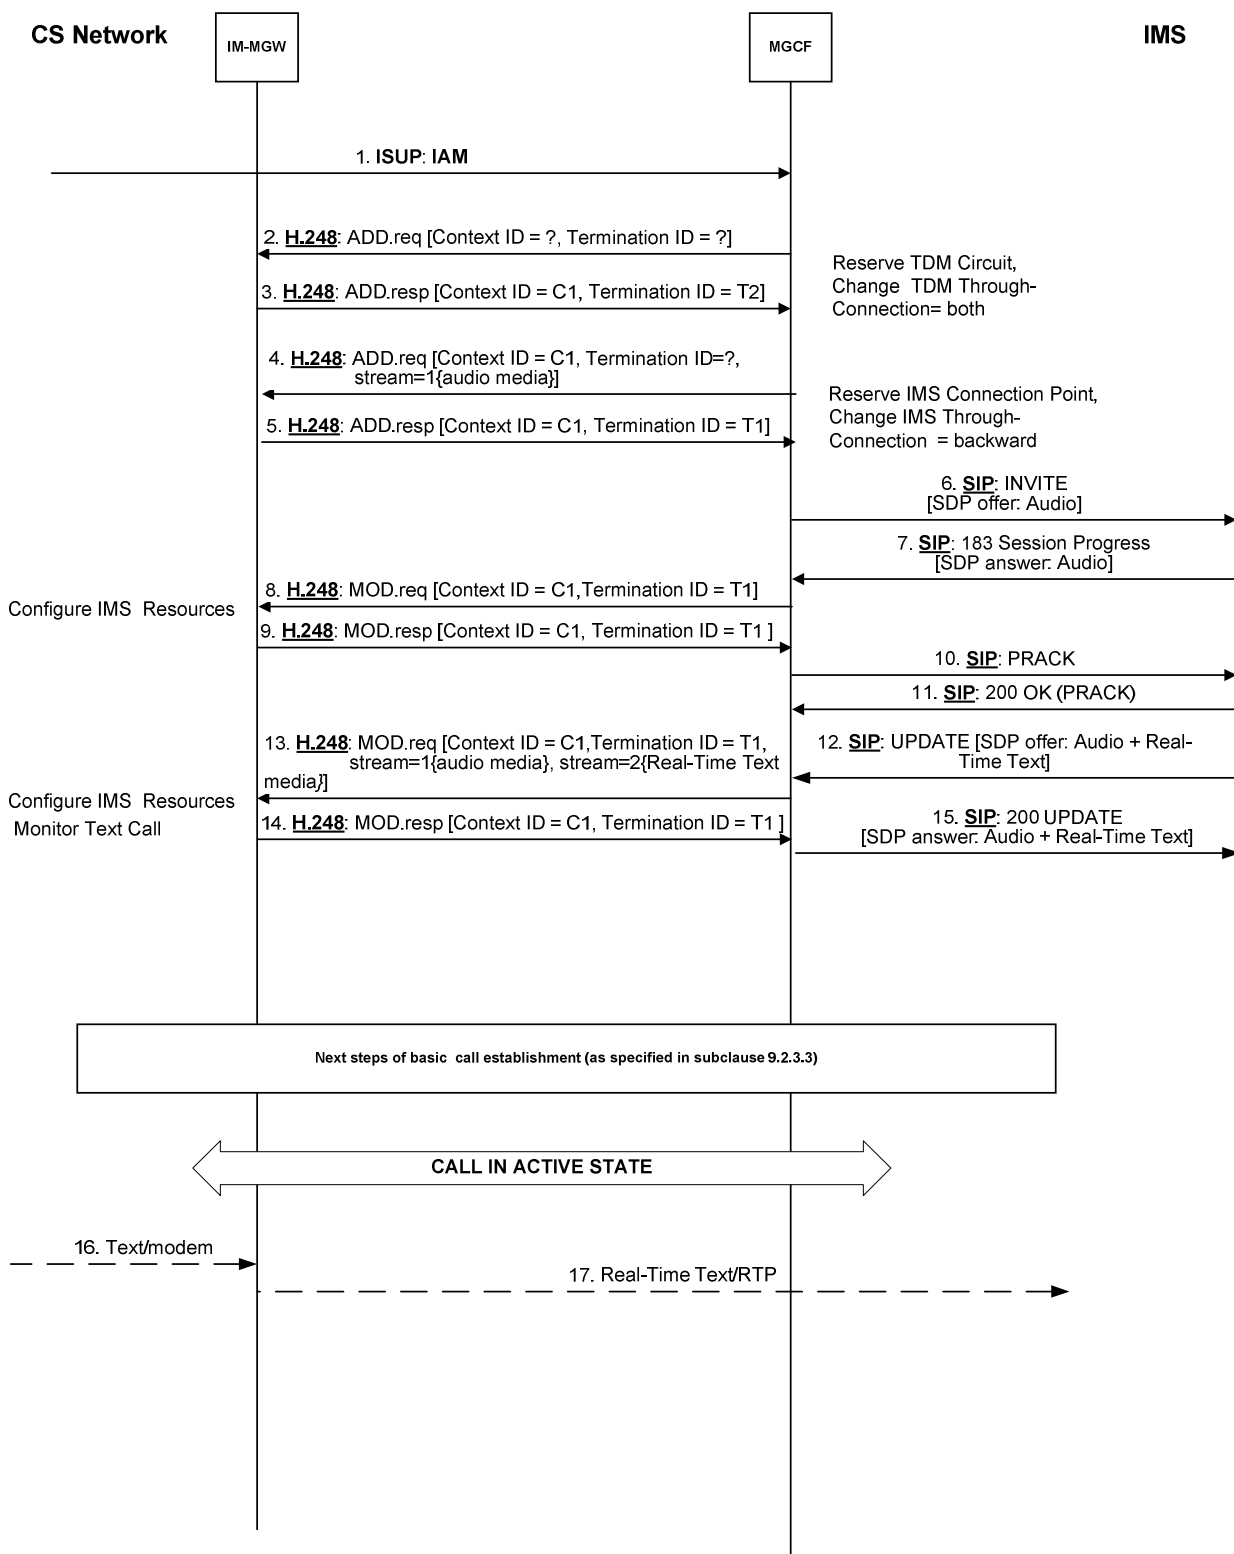 CS Network
IM-MGW
MGCF
IMS
1. ISUP: IAM
2. H.248: ADD.req [Context ID = ?, Termination ID = ?]
Reserve TDM Circuit,
Change TDM Through-
Connection= both
3. H.248: ADD.resp [Context ID = C1, Termination ID = T2]
4. H.248: ADD.req [Context ID = C1, Termination ID=?,
stream=1{audio media}]
Reserve IMS Connection Point,
Change IMS Through-
Connection = backward
5. H.248: ADD.resp [Context ID = C1, Termination ID = T1]
6. SIP: INVITE
[SDP offer: Audio]
7. SIP: 183 Session Progress
[SDP answer: Audio]
8. H.248: MOD.req [Context ID = C1,Termination ID = T1]
Configure IMS Resources
9. H.248: MOD.resp [Context ID = C1, Termination ID = T1 ]
10. SIP: PRACK
11. SIP: 200 OK (PRACK)
12. SIP: UPDATE [SDP offer: Audio + Real-
Time Text]
13. H.248: MOD.req [Context ID = C1,Termination ID = T1,
stream=1{audio media}, stream=2{Real-Time Text
media}]
Configure IMS Resources
Monitor Text Call
14. H.248: MOD.resp [Context ID = C1, Termination ID = T1 ]
15. SIP: 200 UPDATE
[SDP answer: Audio + Real-Time Text]
Next steps of basic call establishment (as specified in subclause 9.2.3.3)
CALL IN ACTIVE STATE
16. Text/modem
17. Real-Time Text/RTP